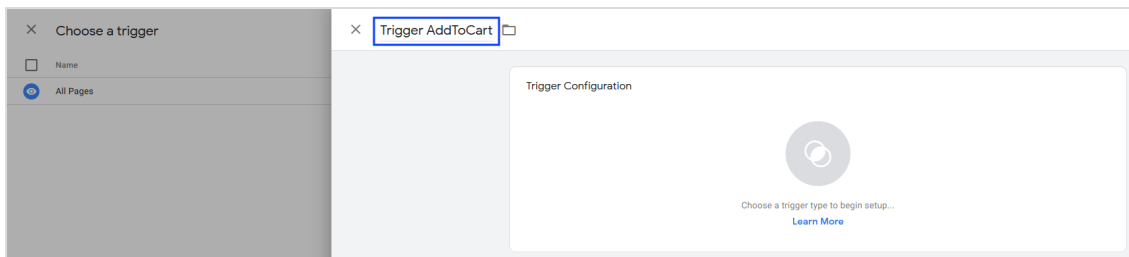 Choose a trigger
Name
All Pages
Trigger AddToCart
Trigger Configuration
Choose a trigger type to begin setup...
Learn More